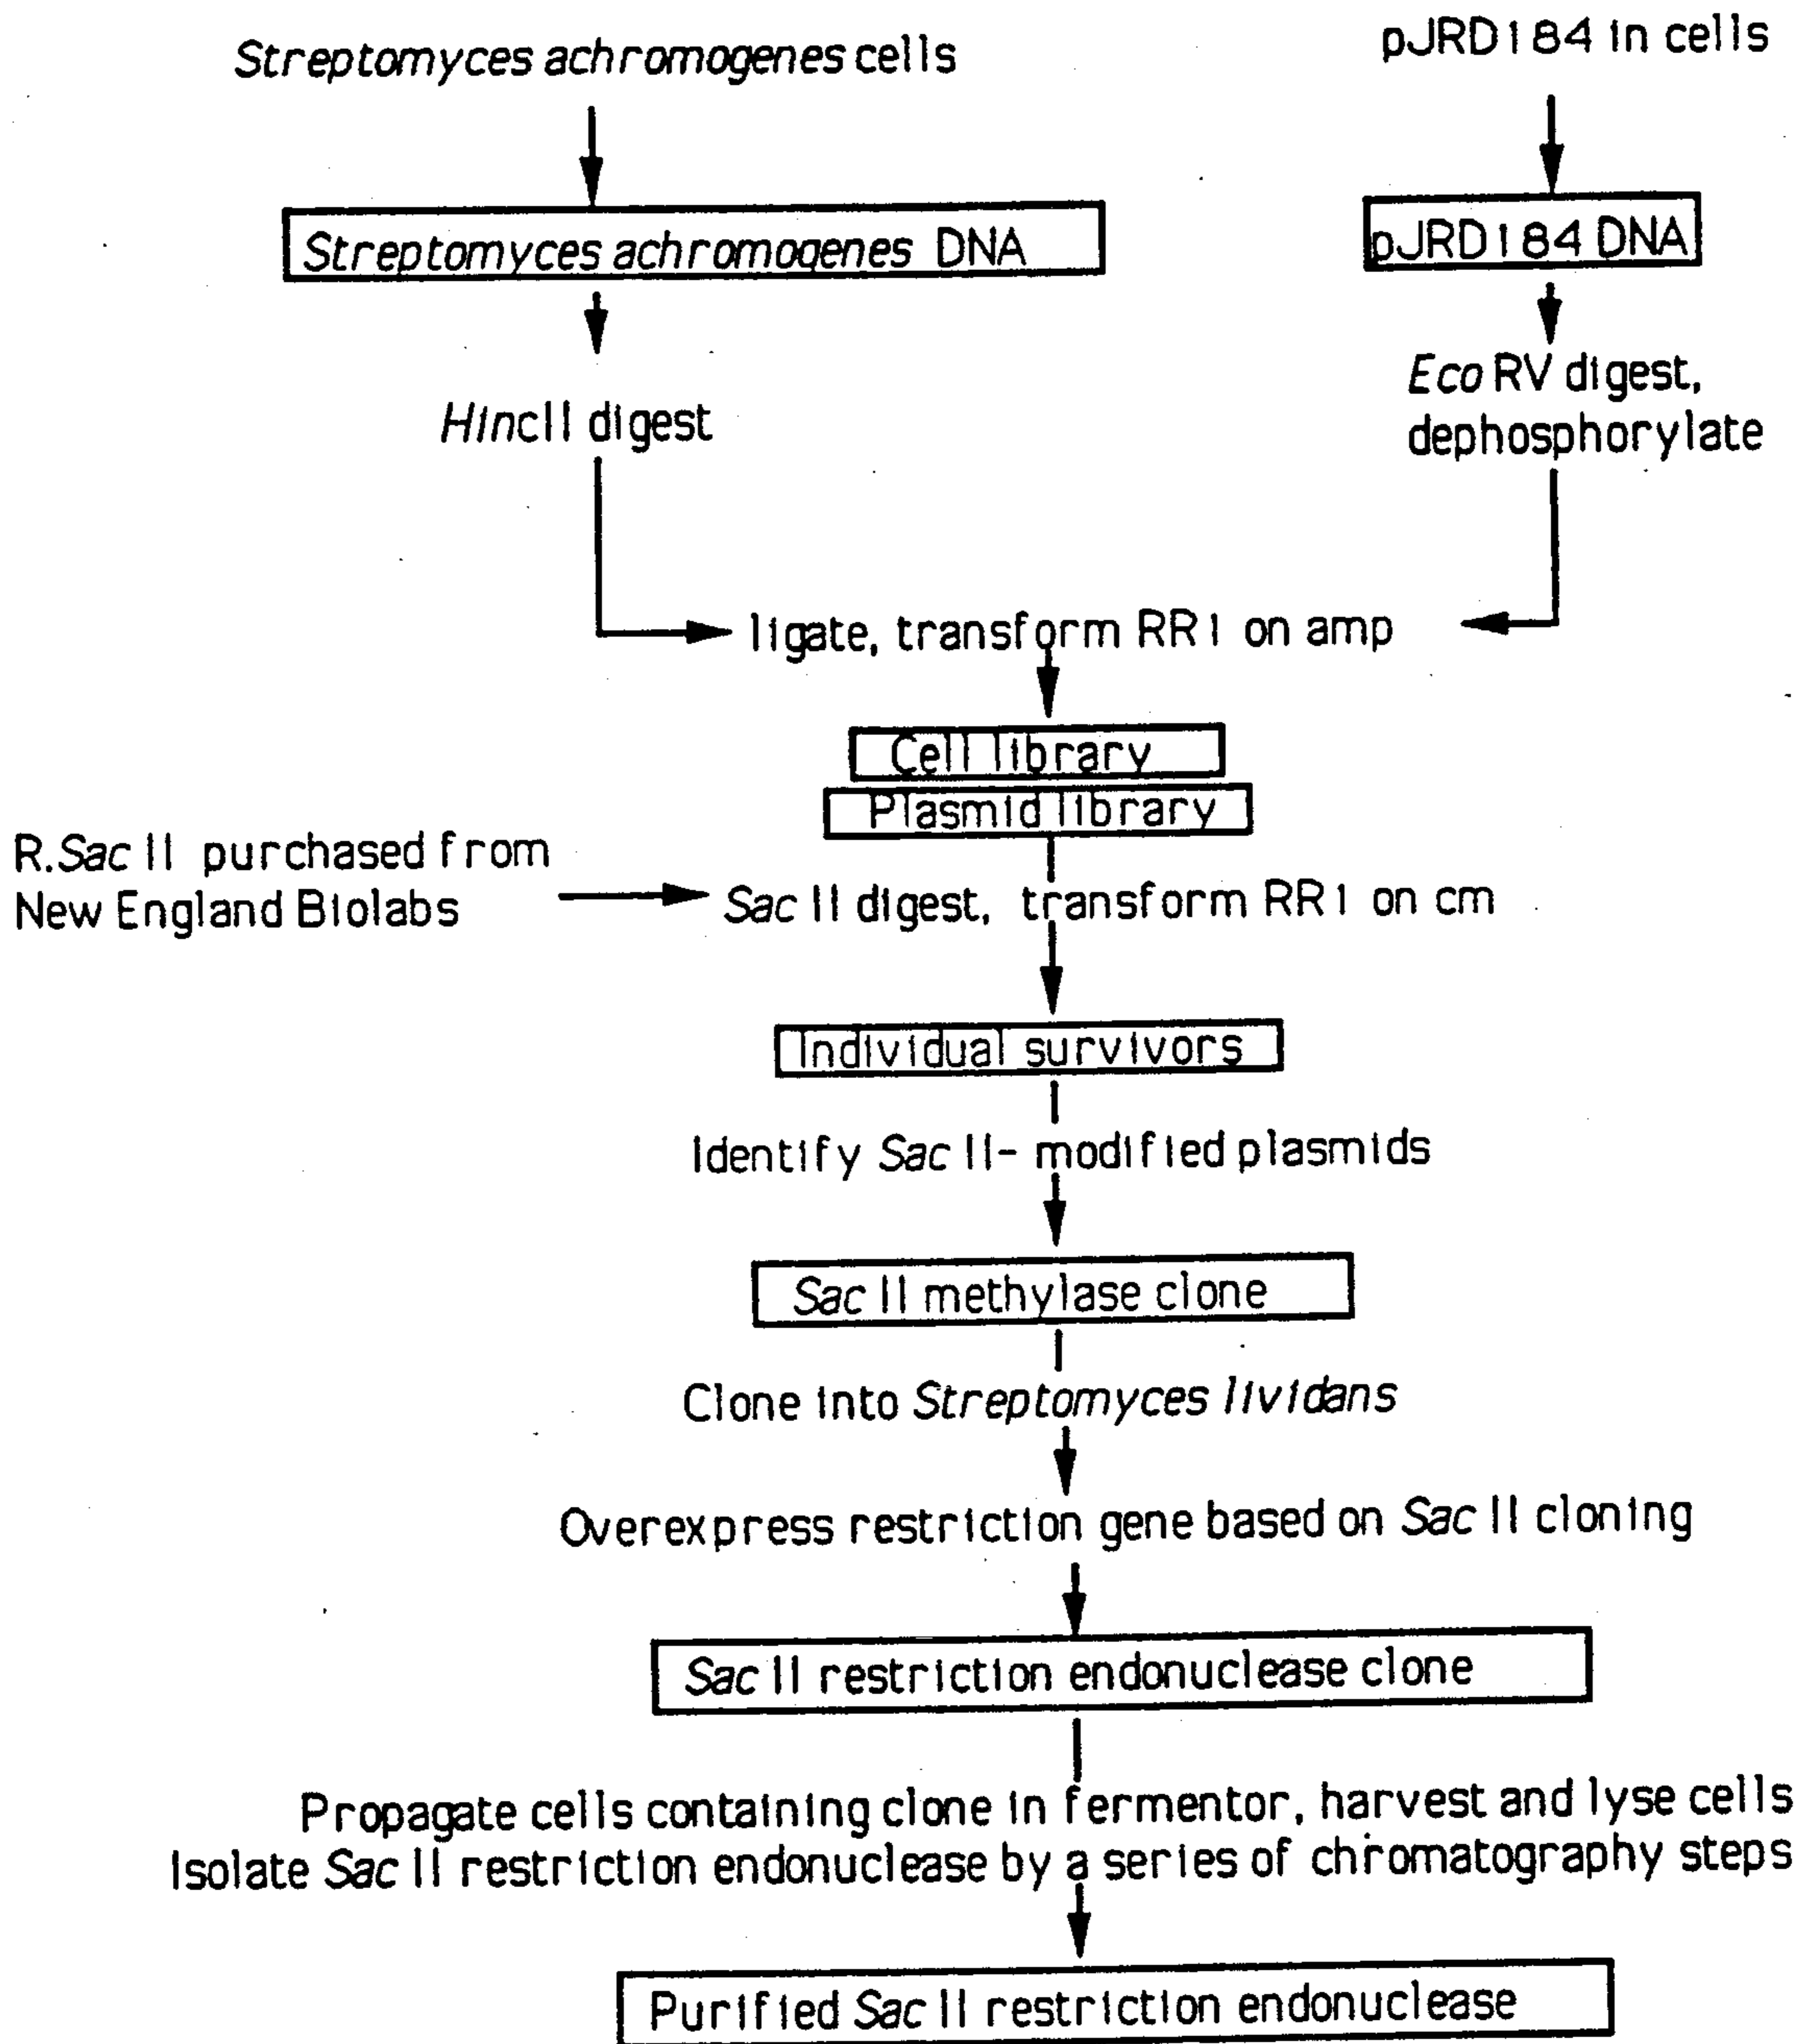 Streptomyces achromogenes cells
pJRD184 in cells
Streptomyces achromogenes DNA
pJRD184 DNA
HincII digest
Eco RV digest,
dephosphorylate
ligate, transform RR1 on amp
Cell library
Plasmid library
R.Sac II purchased from
New England Biolabs
Sac II digest, transform RR1 on cm
Individual survivors
Identify Sac II- modified plasmids
Sac II methylase clone
Clone into Streptomyces lividans
Overexpress restriction gene based on Sac II cloning
Sac II restriction endonuclease clone
Propagate cells containing clone in fermentor, harvest and lyse cells
Isolate Sac II restriction endonuclease by a series of chromatography steps
Purified Sac II restriction endonuclease